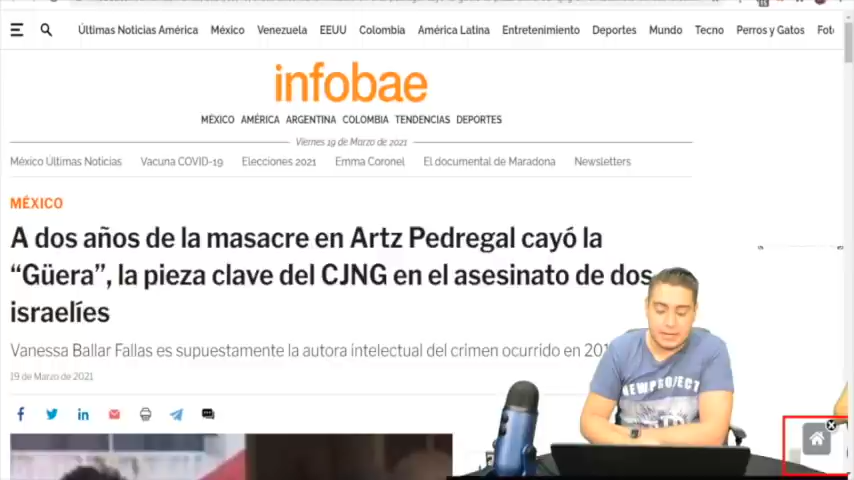 Últimas Noticias América México Venezuela EEUU Colombia América Latina Entretenimiento Deportes Mundo Tecno Perros y Gatos Fot
infobae
MÉXICO AMÉRICA ARGENTINA COLOMBIA TENDENCIAS DEPORTES
Viernes 19 de Marzo de 2021
México Últimas Noticias Vacuna COVID-19 Elecciones 2021 Emma Coronel El documental de Maradona Newsletters
MÉXICO
A dos años de la masacre en Artz Pedregal cayó la
“Güera”, la pieza clave del CJNG en el asesinato de dos
israelíes
Vanessa Ballar Fallas es supuestamente la autora intelectual del crimen ocurrido en 201
19 de Marzo de 2021
NEWPROJECT